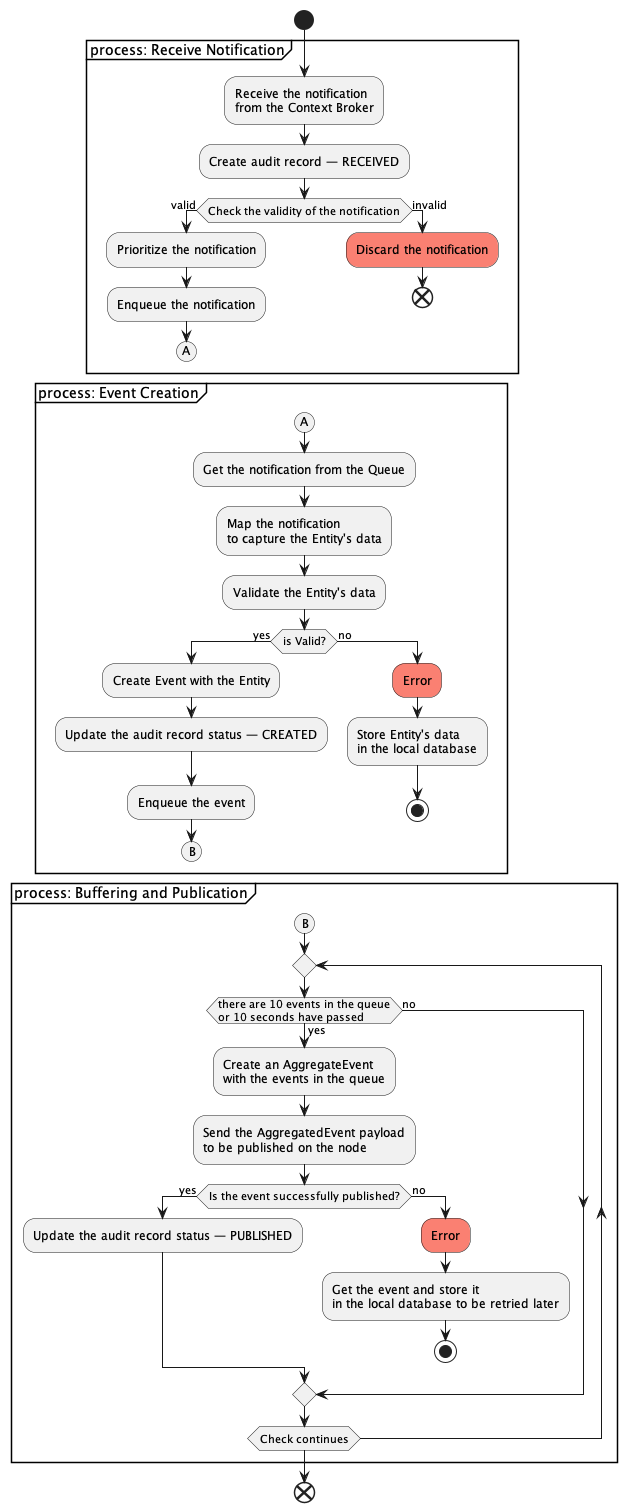 process: Receive Notification
Receive the notification
from the Context Broker
Create audit record — RECEIVED
valid
Check the validity of the notification
invalid
Prioritize the notification
Discard the notification
Enqueue the notification
A
process: Event Creation
A
Get the notification from the Queue
Map the notification
to capture the Entity's data
Validate the Entity's data
yes
is Valid?
no
Create Event with the Entity
Error
Update the audit record status — CREATED
Store Entity's data
in the local database
Enqueue the event
B
process: Buffering and Publication
B
there are 10 events in the queue
or 10 seconds have passed
no
yes
Create an AggregateEvent
with the events in the queue
Send the AggregatedEvent payload
to be published on the node
yes
Is the event successfully published?
no
Update the audit record status — PUBLISHED
Error
Get the event and store it
in the local database to be retried later
Check continues